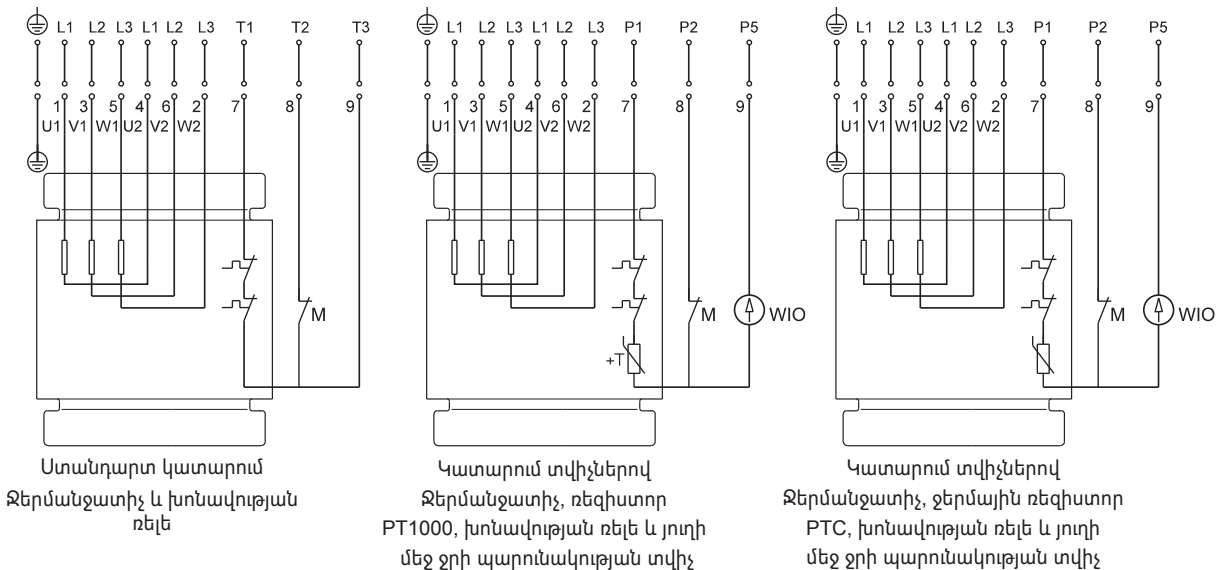 L1 L2 L3 L1 L2 L3 T1 T2 T3
1 3 5 4 6 2 7 8 9
U1 V1 W1 U2 V2 W2
M
Ստանդարտ կատարում
Ջերմանջատիչ և խոնավության
ռելե
L1 L2 L3 L1 L2 L3 P1 P2 P5
1 3 5 4 6 2 7 8 9
U1 V1 W1 U2 V2 W2
M WIO
+T
Կատարում տվիչներով
Ջերմանջատիչ, ռեզիստոր
PT1000, խոնավության ռելե և յուղի
մեջ ջրի պարունակության տվիչ
L1 L2 L3 L1 L2 L3 P1 P2 P5
1 3 5 4 6 2 7 8 9
U1 V1 W1 U2 V2 W2
M WIO
Կատարում տվիչներով
Ջերմանջատիչ, ջերմային ռեզիստոր
PTC, խոնավության ռելե և յուղի
մեջ ջրի պարունակության տվիչ